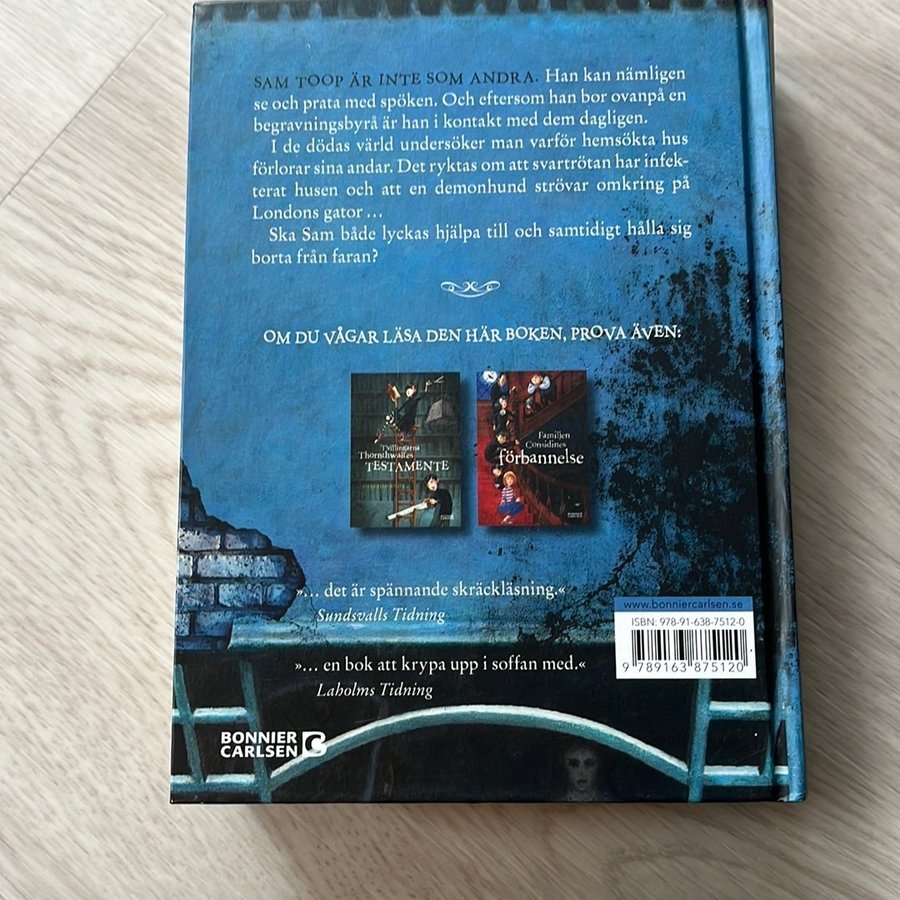 SAM TOOP ÄR INTE SOM ANDRA. Han kan nämligen
se och prata med spöken. Och eftersom han bor ovanpå en
begravningsbyrå är han i kontakt med dem dagligen.
I de dödas värld undersöker man varför hemsökta hus
förlorar sina andar. Det ryktas om att svartrötan har infek-
terat husen och att en demonhund strövar omkring på
Londons gator ...
Ska Sam både lyckas hjälpa till och samtidigt hålla sig
borta från faran?
OM DU VÅGAR LÄSA DEN HÄR BOKEN, PROVA ÄVEN:
Tvillingarna
Thornthwaites
TESTAMENTE
Familjen
Considines
förbannelse
»... det är spännande skräckläsning.«
Sundsvalls Tidning
»... en bok att krypa upp i soffan med.«
Laholms Tidning
www.bonniercarlsen.se
ISBN: 978-91-638-7512-0
9 789163 875120
BONNIER
CARLSEN